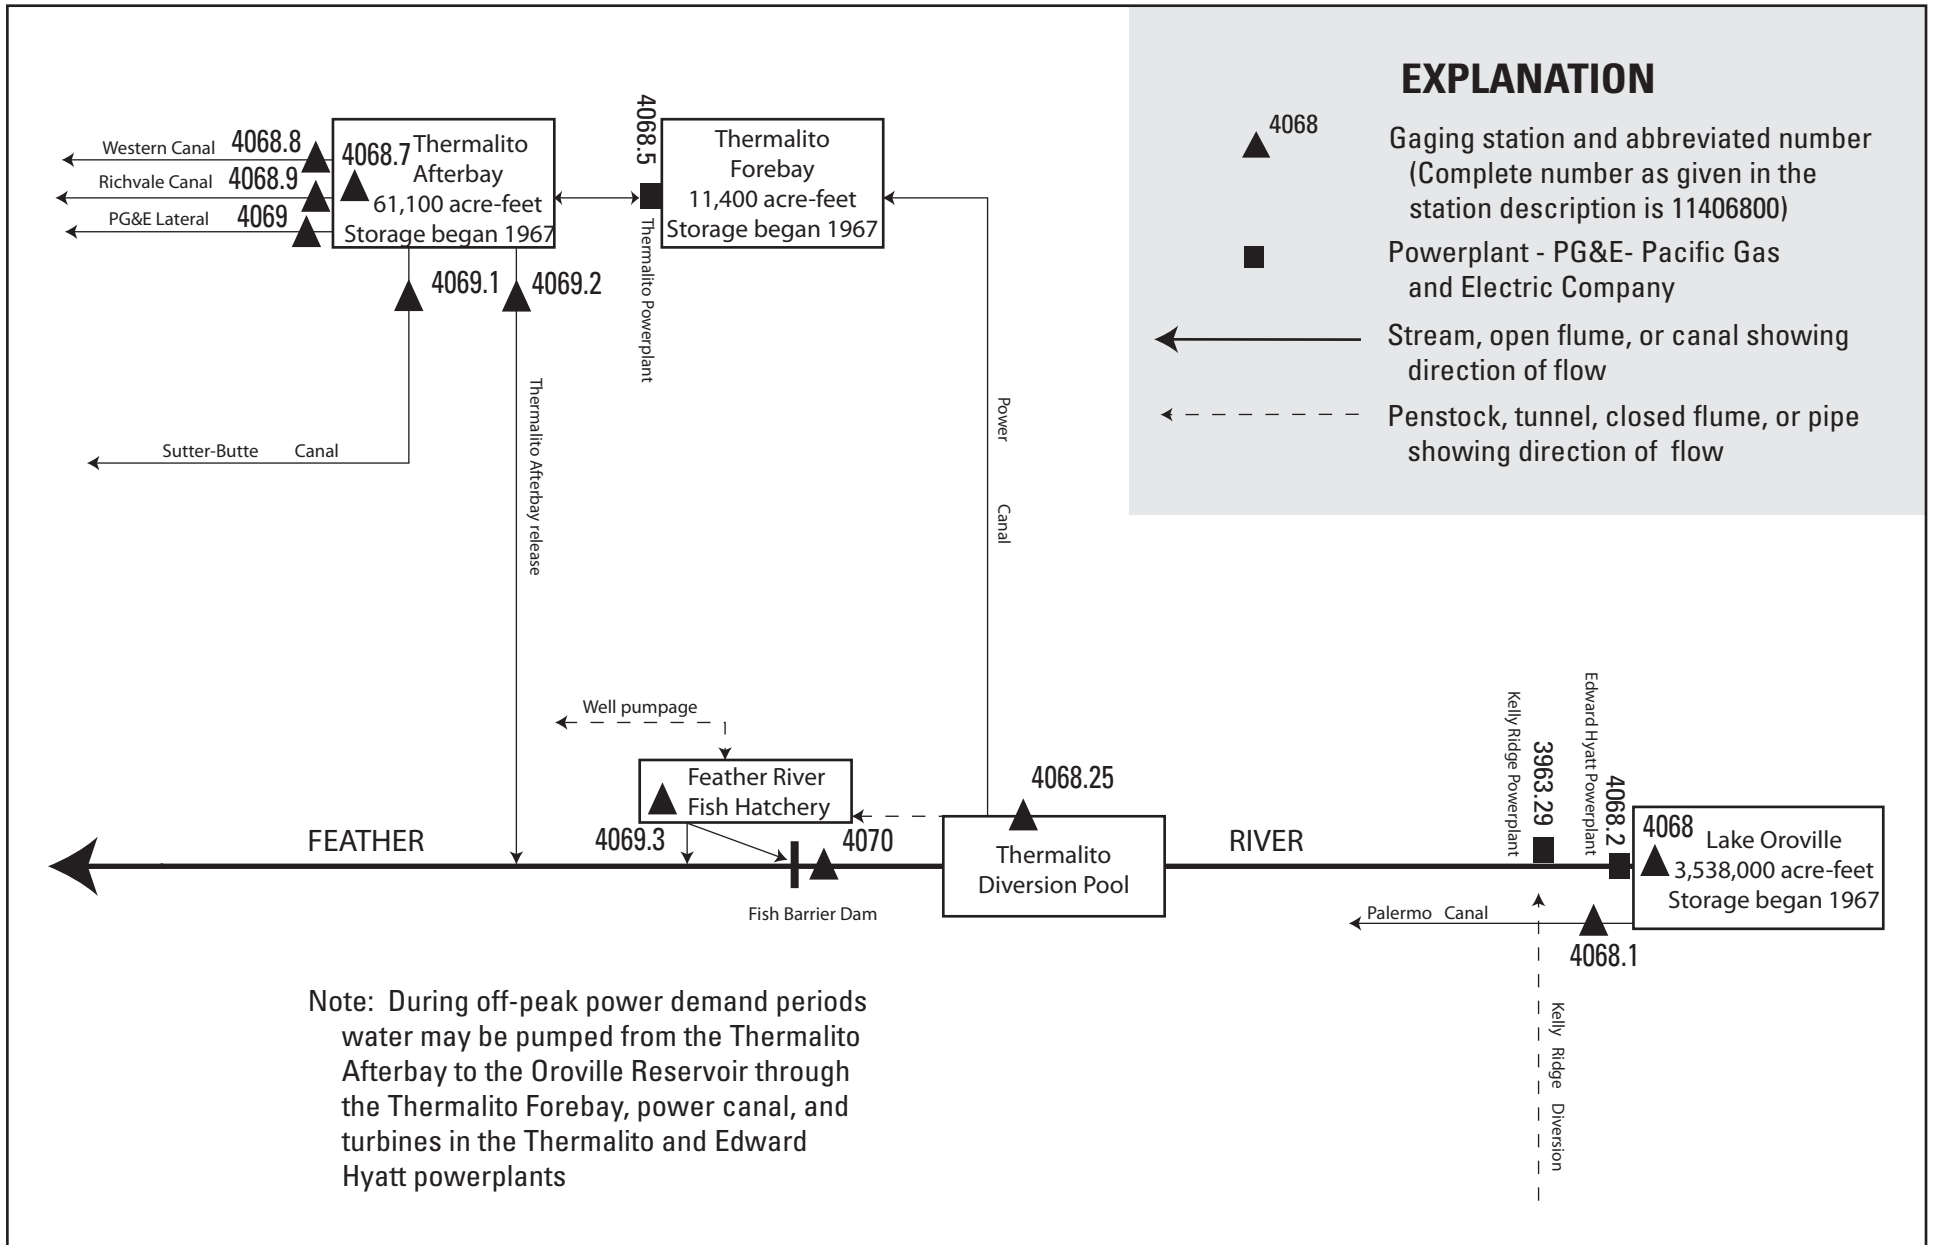 EXPLANATION
4068
Gaging station and abbreviated number
(Complete number as given in the
station description is 11406800)
Powerplant - PG&E- Pacific Gas
and Electric Company
Stream, open flume, or canal showing
direction of flow
Penstock, tunnel, closed flume, or pipe
showing direction of flow
Western Canal
4068.8
Richvale Canal
4068.9
PG&E Lateral
4069
4068.7
Thermalito
Afterbay
61,100 acre-feet
Storage began 1967
4068.5
Thermalito Powerplant
Thermalito
Forebay
11,400 acre-feet
Storage began 1967
4069.1
4069.2
Sutter-Butte Canal
Thermalito Afterbay release
Power Canal
Well pumpage
Feather River
Fish Hatchery
4069.3
4070
Fish Barrier Dam
4068.25
Thermalito
Diversion Pool
FEATHER
RIVER
Kelly Ridge Powerplant
3963.29
Edward Hyatt Powerplant
4068.2
4068
Lake Oroville
3,538,000 acre-feet
Storage began 1967
Palermo Canal
4068.1
Kelly Ridge Diversion
Note: During off-peak power demand periods
water may be pumped from the Thermalito
Afterbay to the Oroville Reservoir through
the Thermalito Forebay, power canal, and
turbines in the Thermalito and Edward
Hyatt powerplants